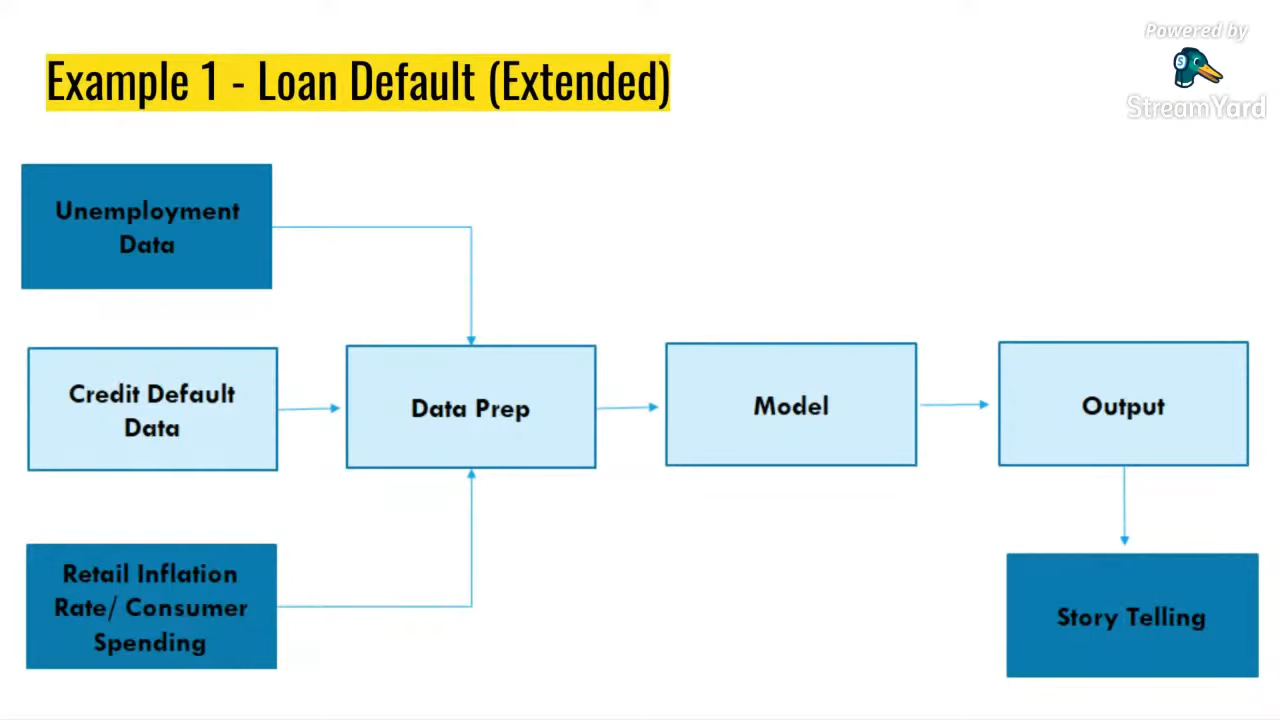 Powered by
StreamYard
Example 1 - Loan Default (Extended)
Unemployment
Data
Credit Default
Data
Data Prep
Model
Output
Retail Inflation
Rate/ Consumer
Spending
Story Telling